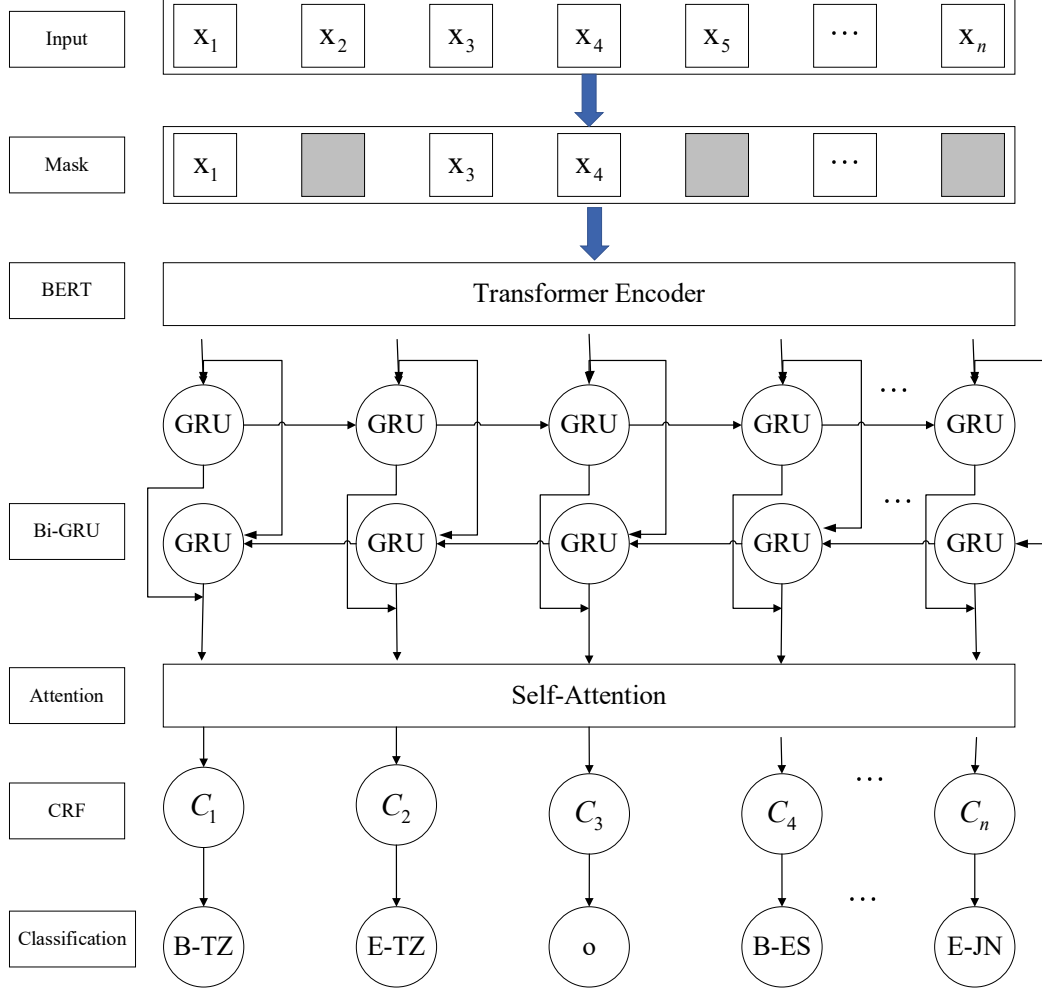 Input x₁ x₂ x₃ x₄ x₅ ⋯ xₙ
Mask x₁ x₃ x₄ ⋯
BERT Transformer Encoder
⋯
GRU GRU GRU GRU GRU
⋯
Bi-GRU
GRU GRU GRU GRU GRU
Attention Self-Attention
⋯
CRF C₁ C₂ C₃ C₄ Cₙ
⋯
Classification B-TZ E-TZ o B-ES E-JN